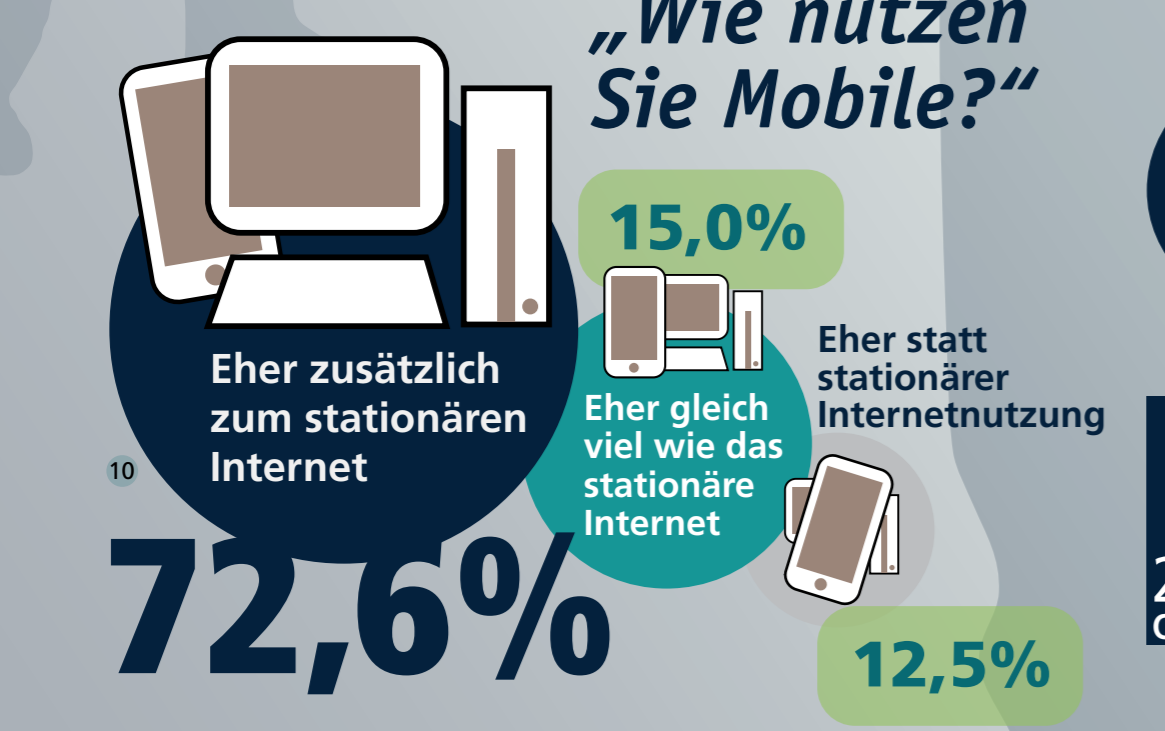 „Wie nutzen
Sie Mobile?“
15,0%
Eher zusätzlich
zum stationären
Internet
10
72,6%
Eher gleich
viel wie das
stationäre
Internet
Eher statt
stationärer
Internetnutzung
12,5%